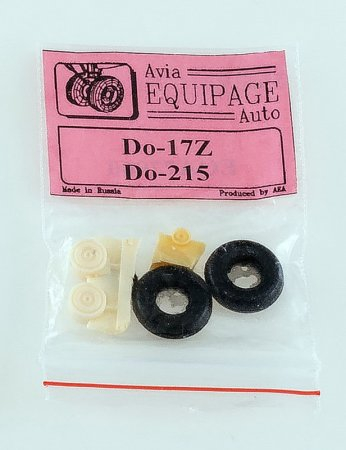 Avia
EQUIPAGE
Auto
Do-17Z
Do-215
Made in Russia
Produced by AEA